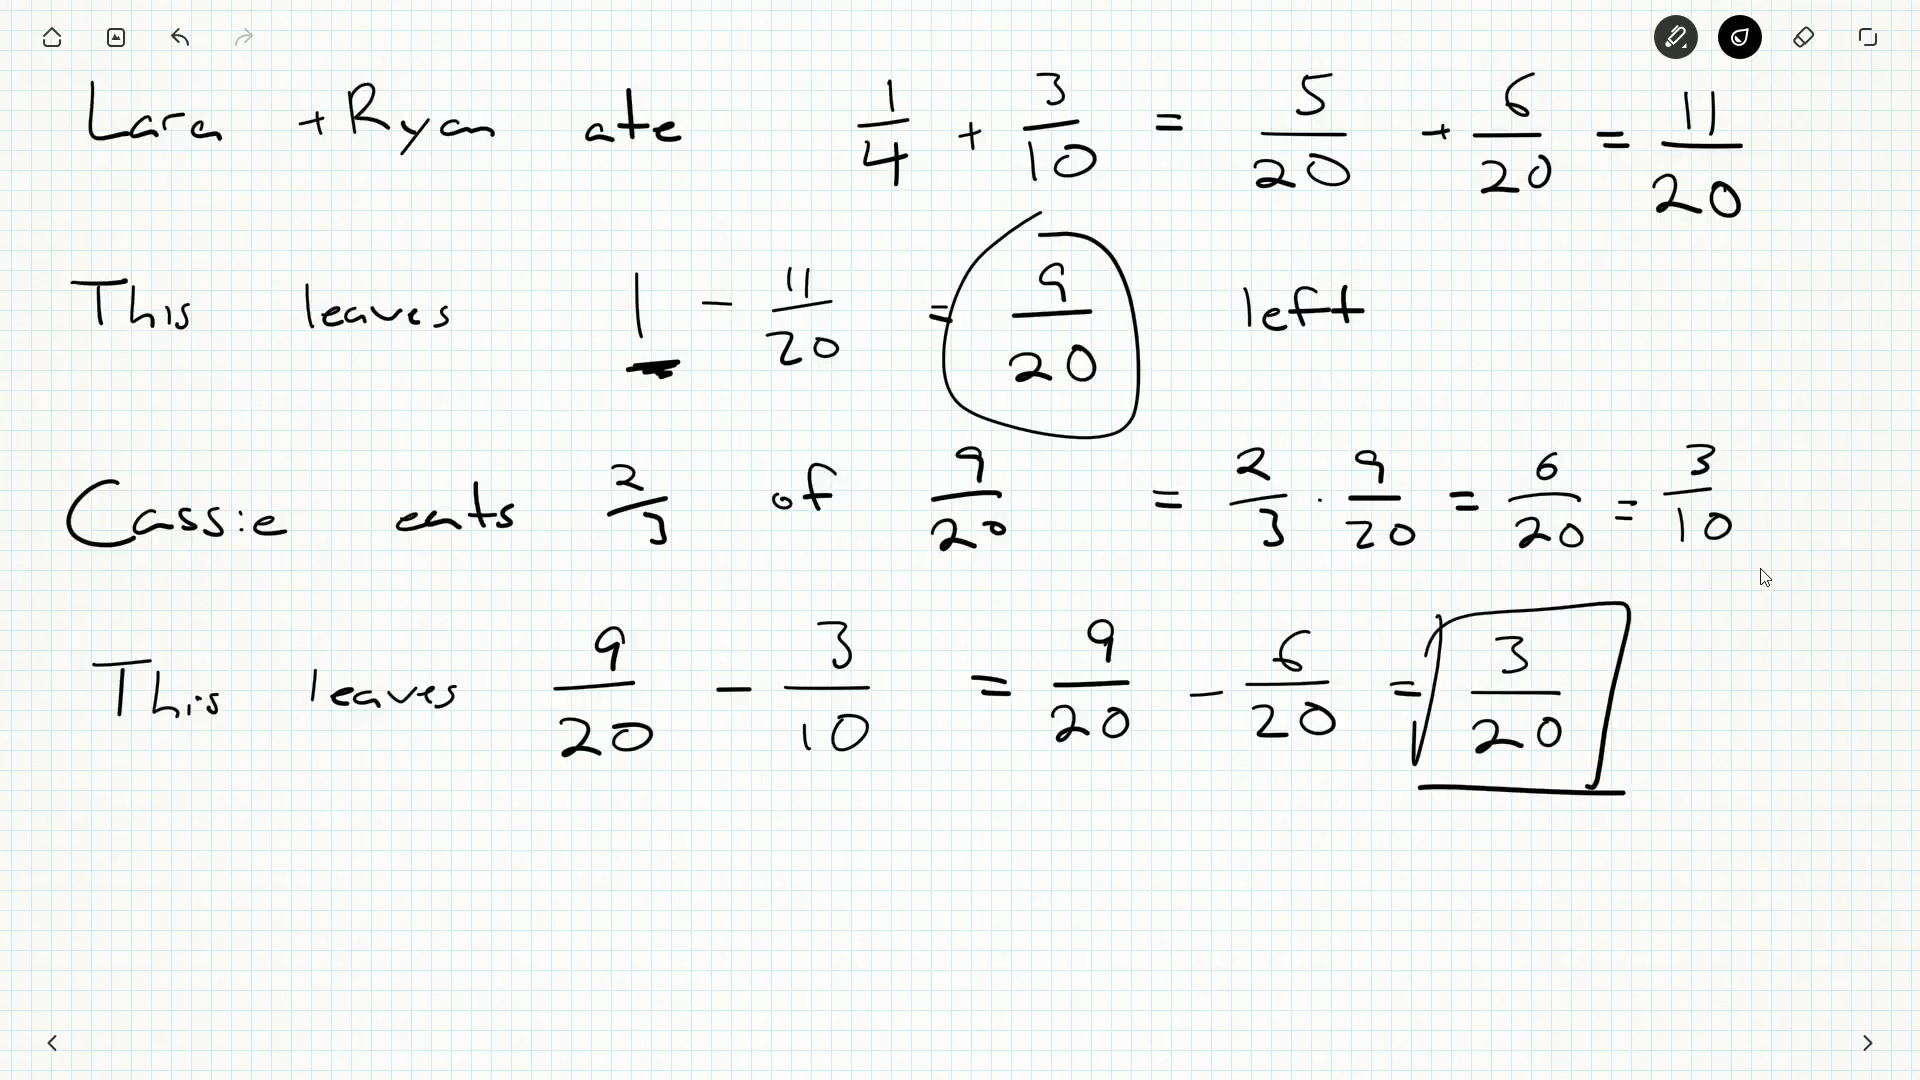 Lara + Ryan ate 1/4 + 3/10 = 5/20 + 6/20 = 11/20
This leaves 1 - 11/20 = 9/20 left
Cassie eats 2/3 of 9/20 = 2/3 · 9/20 = 6/20 = 3/10
This leaves 9/20 - 3/10 = 9/20 - 6/20 = 3/20